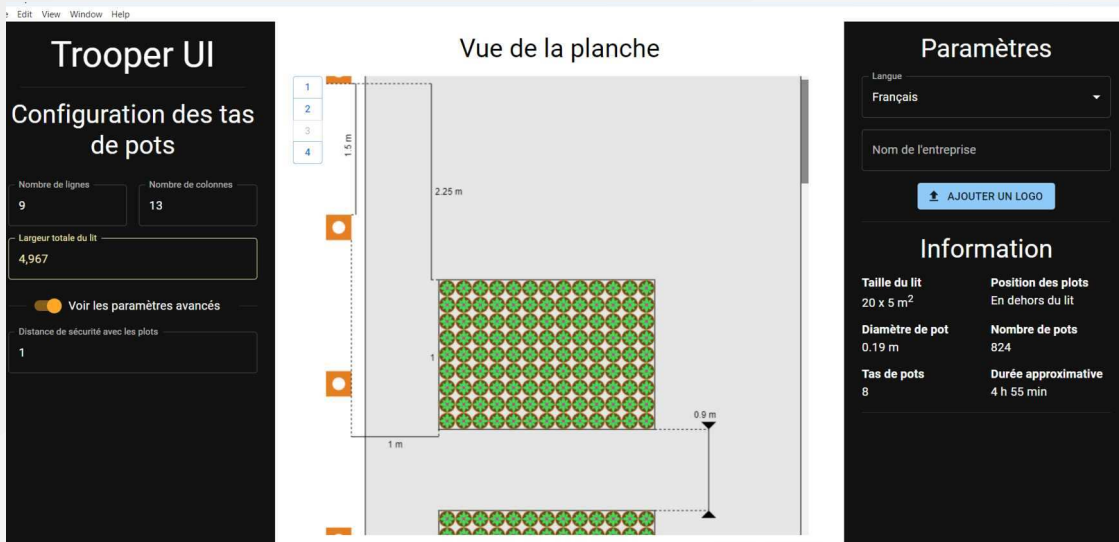 Edit View Window Help
Trooper UI
Configuration des tas
de pots
Nombre de lignes
9
Nombre de colonnes
13
Largeur totale du lit
4,967
Voir les paramètres avancés
Distance de sécurité avec les plots
1
Vue de la planche
1
2
3
4
1.5 m
2.25 m
1
1 m
0.9 m
Paramètres
Langue
Français
Nom de l'entreprise
AJOUTER UN LOGO
Information
Taille du lit
20 x 5 m²
Position des plots
En dehors du lit
Diamètre de pot
0.19 m
Nombre de pots
824
Tas de pots
8
Durée approximative
4 h 55 min